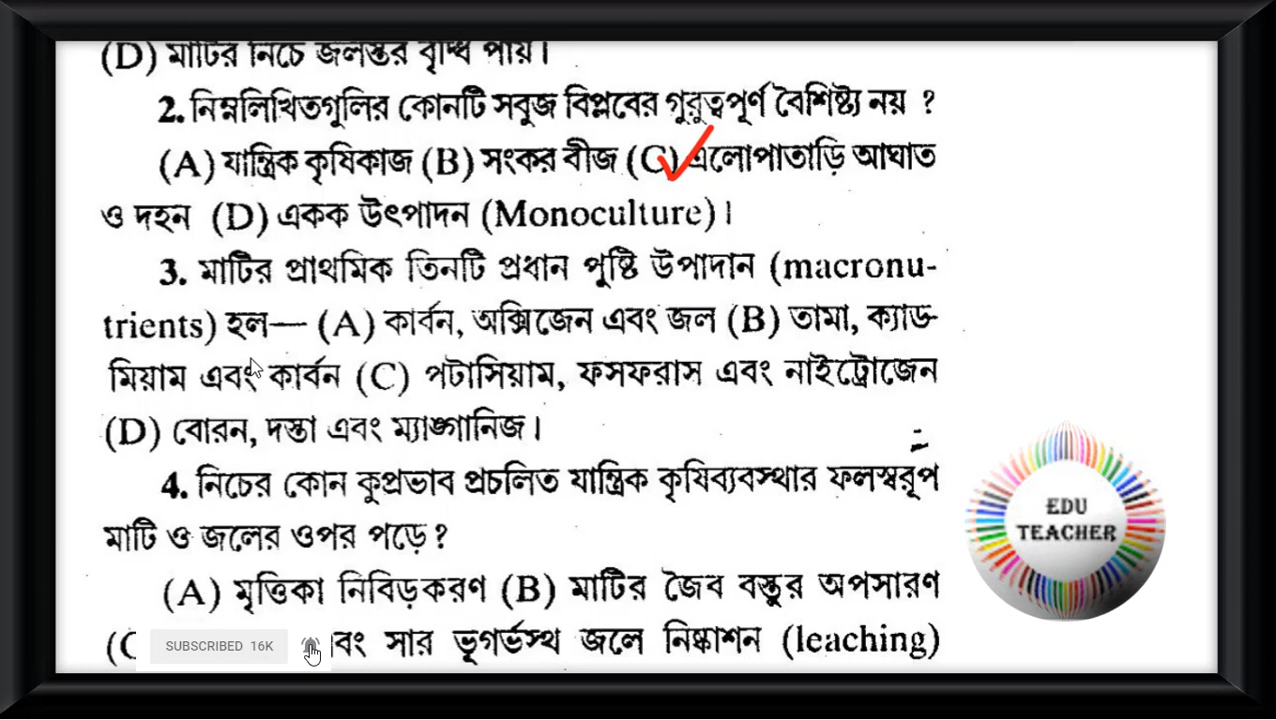 (D) মাটির নিচে জলস্তর বৃদ্ধি পায়।
2. নিম্নলিখিতগুলির কোনটি সবুজ বিপ্লবের গুরুত্বপূর্ণ বৈশিষ্ট্য নয় ?
(A) যান্ত্রিক কৃষিকাজ (B) সংকর বীজ (C) এলোপাতাড়ি আঘাত
ও দহন (D) একক উৎপাদন (Monoculture)।
3. মাটির প্রাথমিক তিনটি প্রধান পুষ্টি উপাদান (macronu-
trients) হল— (A) কার্বন, অক্সিজেন এবং জল (B) তামা, ক্যাড-
মিয়াম এবং কার্বন (C) পটাসিয়াম, ফসফরাস এবং নাইট্রোজেন
(D) বোরন, দস্তা এবং ম্যাঙ্গানিজ।
4. নিচের কোন কুপ্রভাব প্রচলিত যান্ত্রিক কৃষিব্যবস্থার ফলস্বরূপ
মাটি ও জলের ওপর পড়ে ?
(A) মৃত্তিকা নিবিড়করণ (B) মাটির জৈব বস্তুর অপসারণ
(C সার ভূগর্ভস্থ জলে নিষ্কাশন (leaching)
SUBSCRIBED 16K
EDU
TEACHER